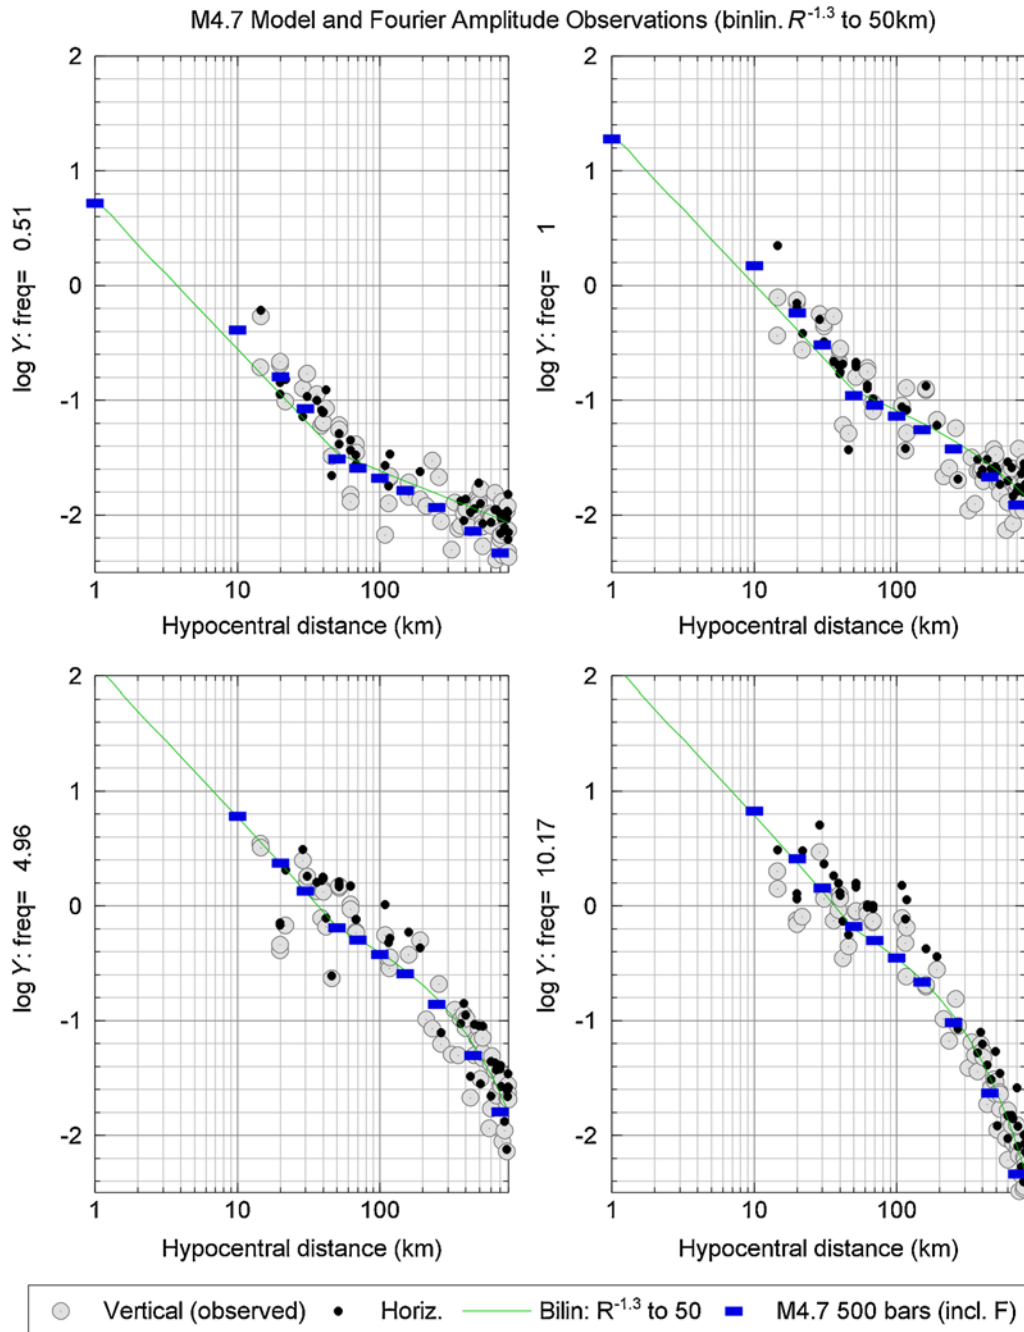 M4.7 Model and Fourier Amplitude Observations (binlin. R^-1.3 to 50km)
2
1
0
-1
-2
log Y: freq= 0.51
1 10 100
Hypocentral distance (km)
2
1
0
-1
-2
log Y: freq= 1
1 10 100
Hypocentral distance (km)
2
1
0
-1
-2
log Y: freq= 4.96
1 10 100
Hypocentral distance (km)
2
1
0
-1
-2
log Y: freq= 10.17
1 10 100
Hypocentral distance (km)
Vertical (observed) Horiz. Bilin: R^-1.3 to 50 M4.7 500 bars (incl. F)